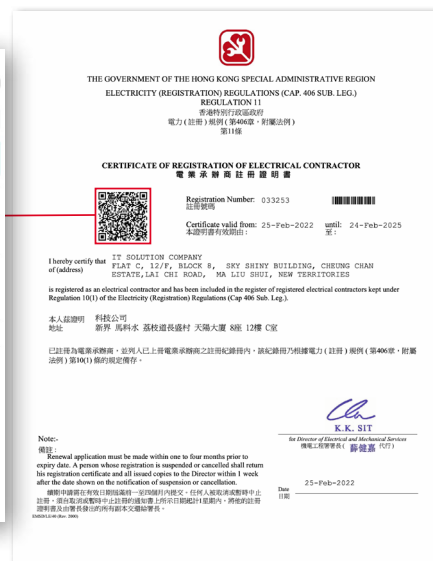 THE GOVERNMENT OF THE HONG KONG SPECIAL ADMINISTRATIVE REGION
ELECTRICITY (REGISTRATION) REGULATIONS (CAP. 406 SUB. LEG.)
REGULATION 11
香港特別行政區政府
電力 ( 註冊 ) 規例 ( 第406章，附屬法例 )
第11條
CERTIFICATE OF REGISTRATION OF ELECTRICAL CONTRACTOR
電 業 承 辦 商 註 冊 證 明 書
Registration Number: 033253
註冊號碼
Certificate valid from: 25-Feb-2022 until: 24-Feb-2025
本證明書有效期由： 至：
I hereby certify that IT SOLUTION COMPANY
of (address) FLAT C, 12/F, BLOCK 8, SKY SHINY BUILDING, CHEUNG CHAN
ESTATE,LAI CHI ROAD, MA LIU SHUI, NEW TERRITORIES
is registered as an electrical contractor and has been included in the register of registered electrical contractors kept under
Regulation 10(1) of the Electricity (Registration) Regulations (Cap 406 Sub. Leg.).
本人茲證明 科技公司
地址 新界 馬料水 荔枝道長盛村 天陽大廈 8座 12樓 C室
已註冊為電業承辦商，並列入已上冊電業承辦商之註冊紀錄冊內，該紀錄冊乃根據電力 ( 註冊 ) 規例 ( 第406章，附屬
法例 ) 第10(1) 條的規定備存。
K.K. SIT
for Director of Electrical and Mechanical Services
機電工程署署長 ( 薛健嘉 代行 )
Note:-
備註：
Renewal application must be made within one to four months prior to
expiry date. A person whose registration is suspended or cancelled shall return
his registration certificate and all issued copies to the Director within 1 week
after the date shown on the notification of suspension or cancellation.
續期申請需在有效日期屆滿前一至四個月內提交。任何人被取消或暫時中止
註冊，須自取消或暫時中止註冊的通知書上所示日期起計1星期內，將他的註冊
證明書及由署長發出的所有副本交還給署長。
Date 25-Feb-2022
日期